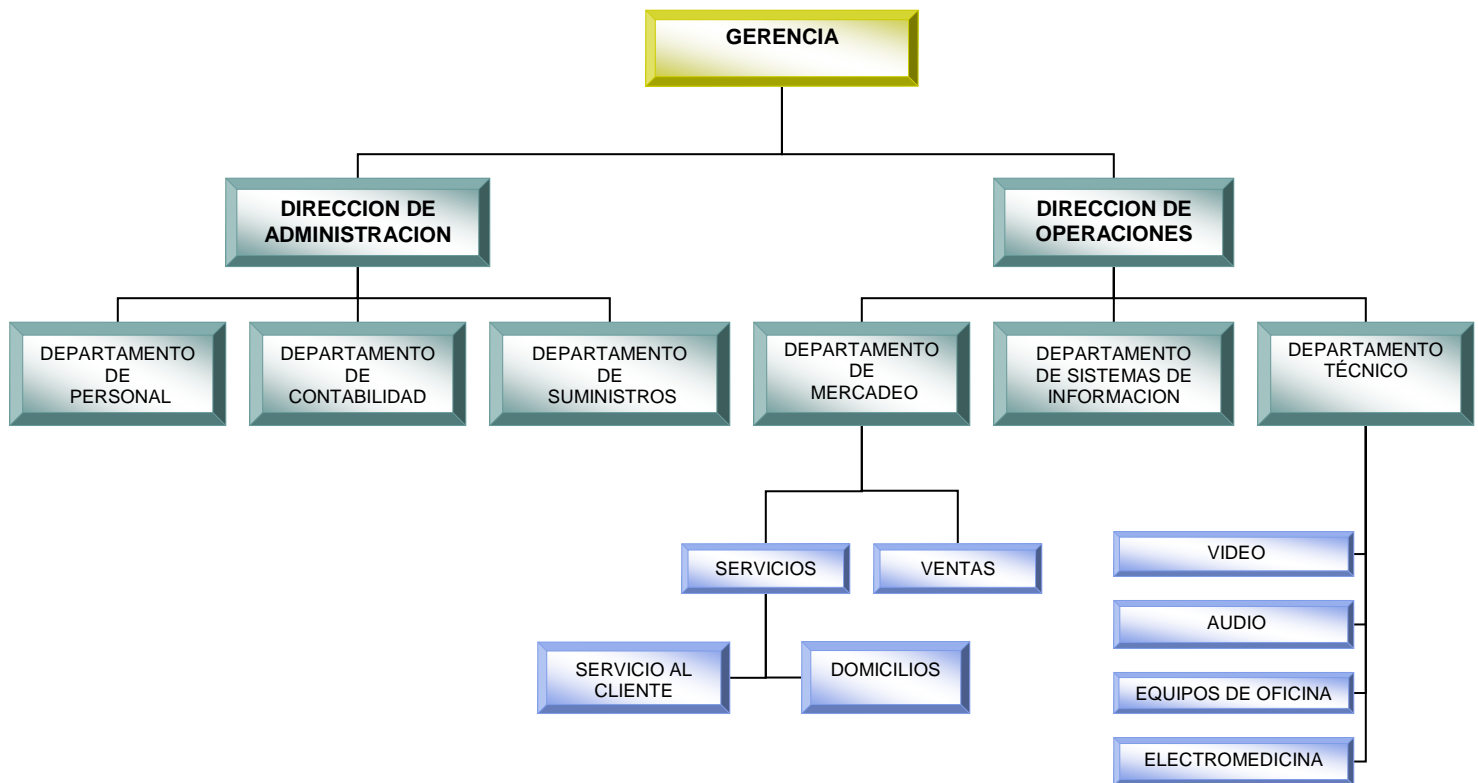 GERENCIA
DIRECCION DE
ADMINISTRACION
DIRECCION DE
OPERACIONES
DEPARTAMENTO
DE
PERSONAL
DEPARTAMENTO
DE
CONTABILIDAD
DEPARTAMENTO
DE
SUMINISTROS
DEPARTAMENTO
DE
MERCADEO
DEPARTAMENTO
DE SISTEMAS DE
INFORMACION
DEPARTAMENTO
TÉCNICO
SERVICIOS
VENTAS
SERVICIO AL
CLIENTE
DOMICILIOS
VIDEO
AUDIO
EQUIPOS DE OFICINA
ELECTROMEDICINA